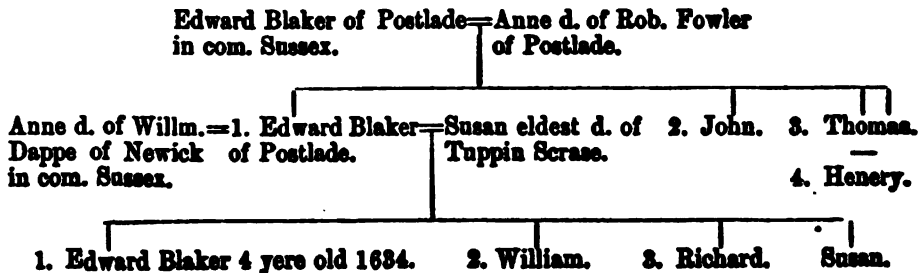 Edward Blaker of Postlade=Anne d. of Rob. Fowler
in com. Sussex. of Postlade.
Anne d. of Willm.=1. Edward Blaker=Susan eldest d. of 2. John. 3. Thomas.
Dappe of Newick of Postlade. Tuppin Scrase.
in com. Sussex. 4. Henery.
1. Edward Blaker 4 yere old 1634. 2. William. 3. Richard. Susan.